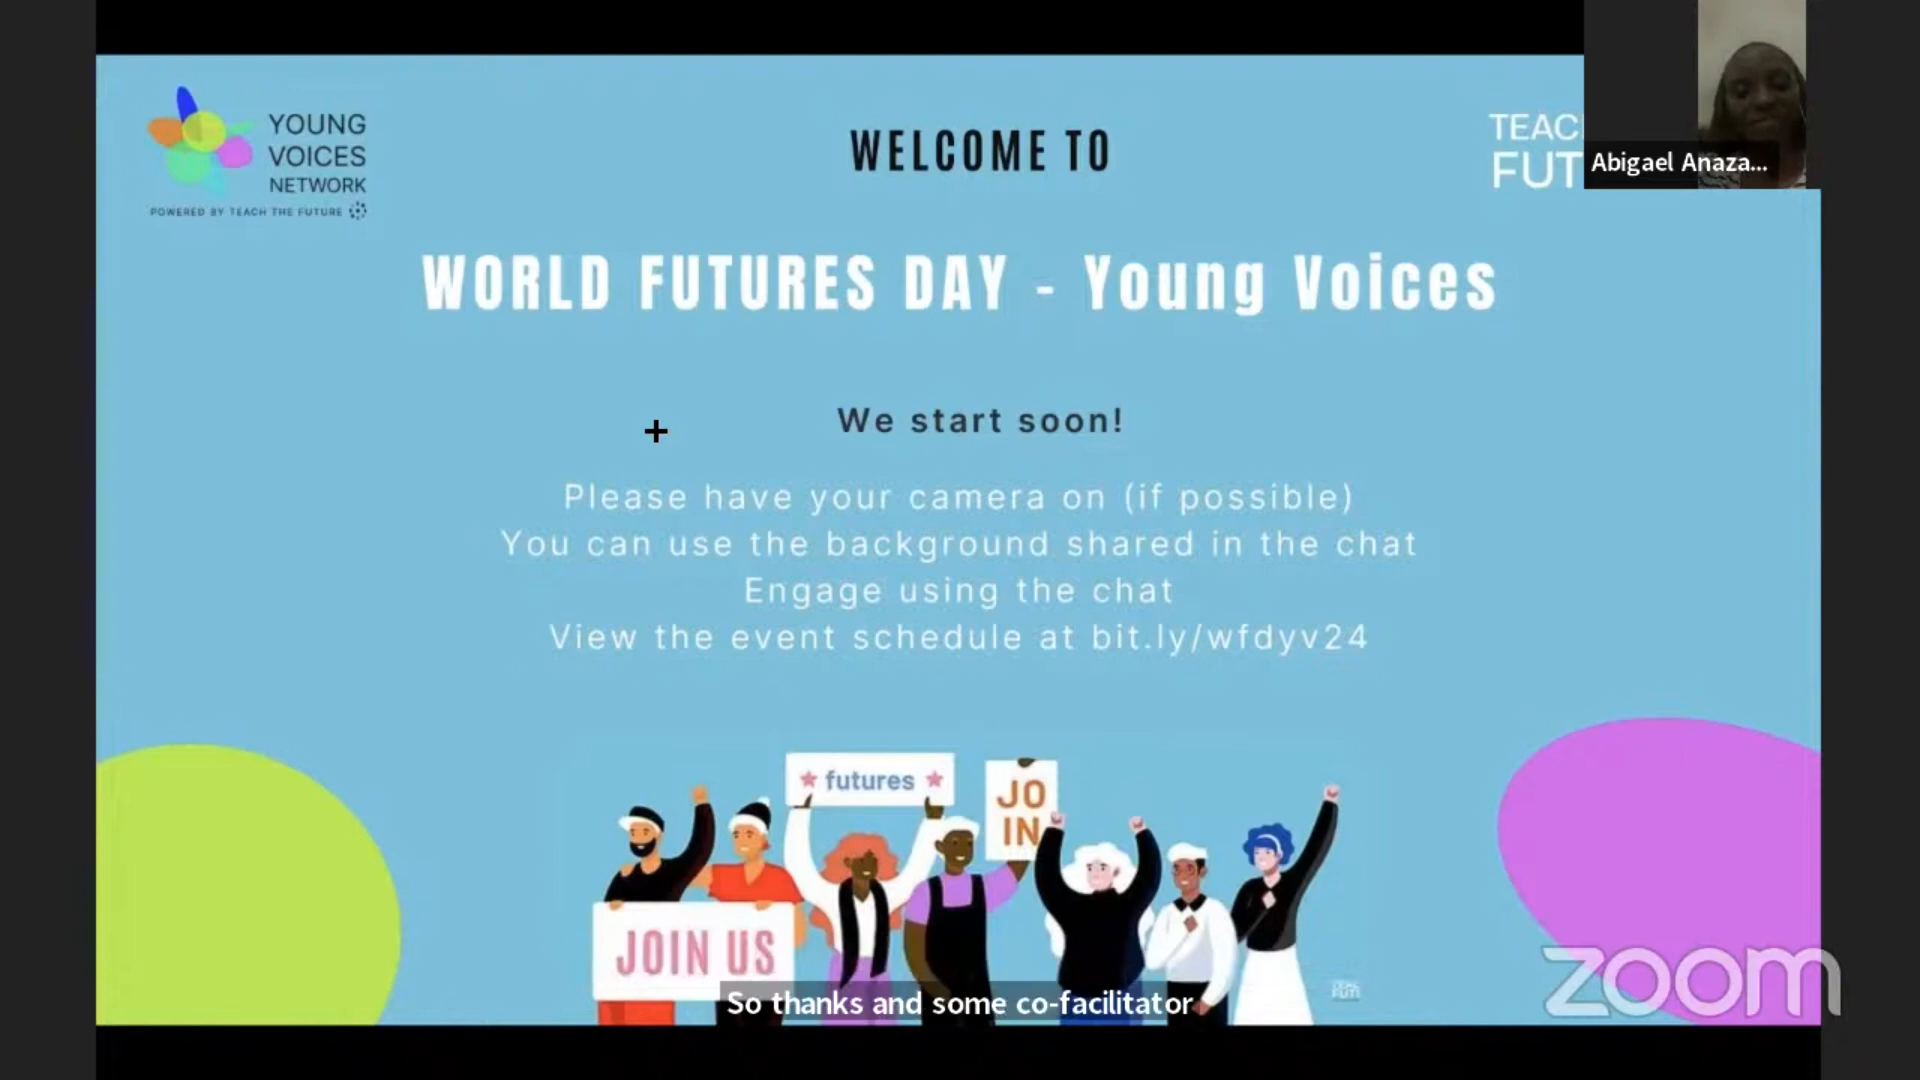 YOUNG
VOICES
NETWORK
POWERED BY TEACH THE FUTURE
WELCOME TO
TEAC
FUT
Abigael Anaza...
WORLD FUTURES DAY - Young Voices
We start soon!
Please have your camera on (if possible)
You can use the background shared in the chat
Engage using the chat
View the event schedule at bit.ly/wfdyv24
futures
JO
IN
JOIN US
So thanks and some co-facilitator
zoom